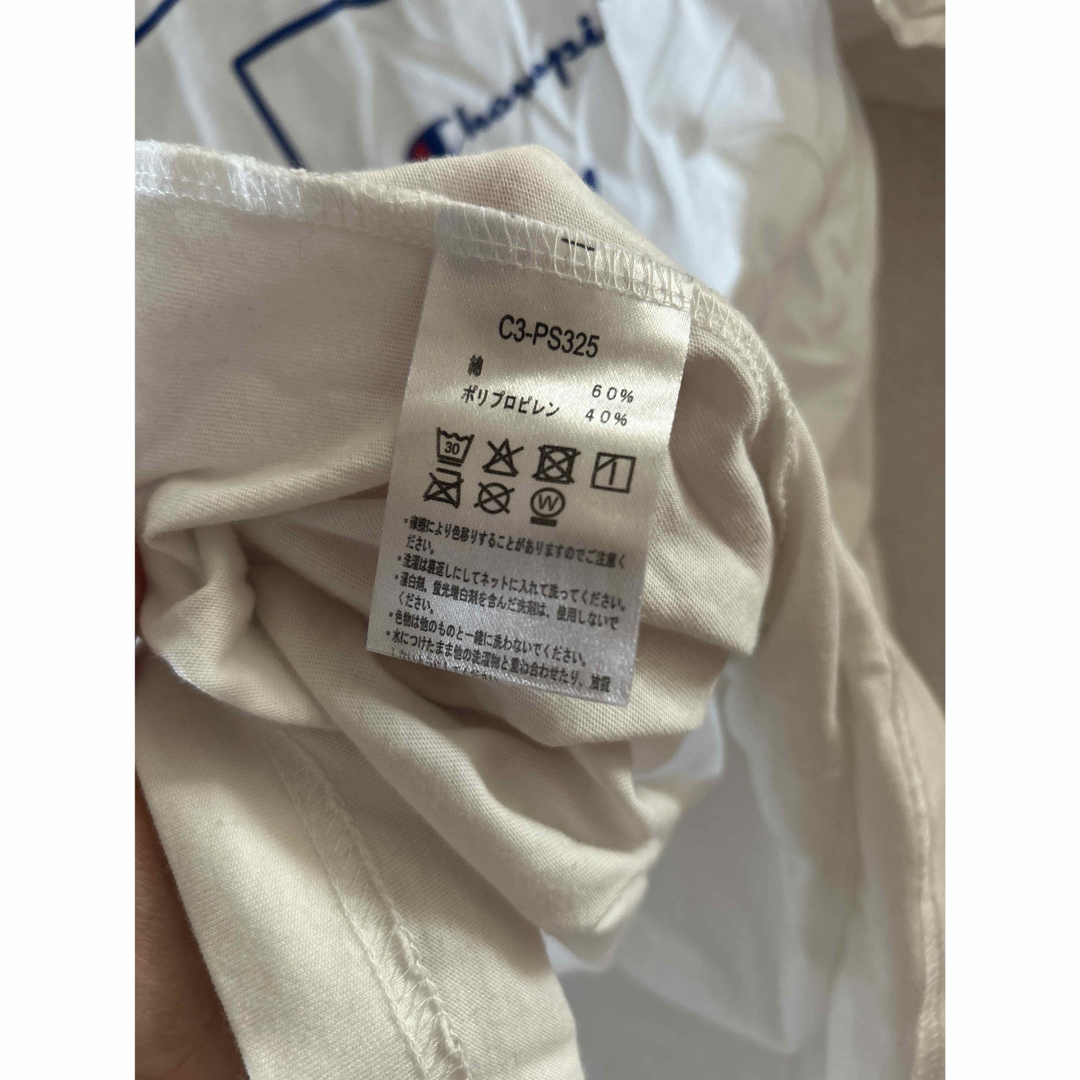 Champi
C3-PS325
綿 60%
ポリプロピレン 40%
30
W
・摩擦により色移りすることがありますのでご注意く
ださい。
・洗濯は裏返しにしてネットに入れて洗ってください。
・漂白剤、蛍光増白剤を含んだ洗剤は、使用しないで
ください。
・色物は他のものと一緒に洗わないでください。
・水につけたまま他の洗濯物と重ね合わせたり、放置